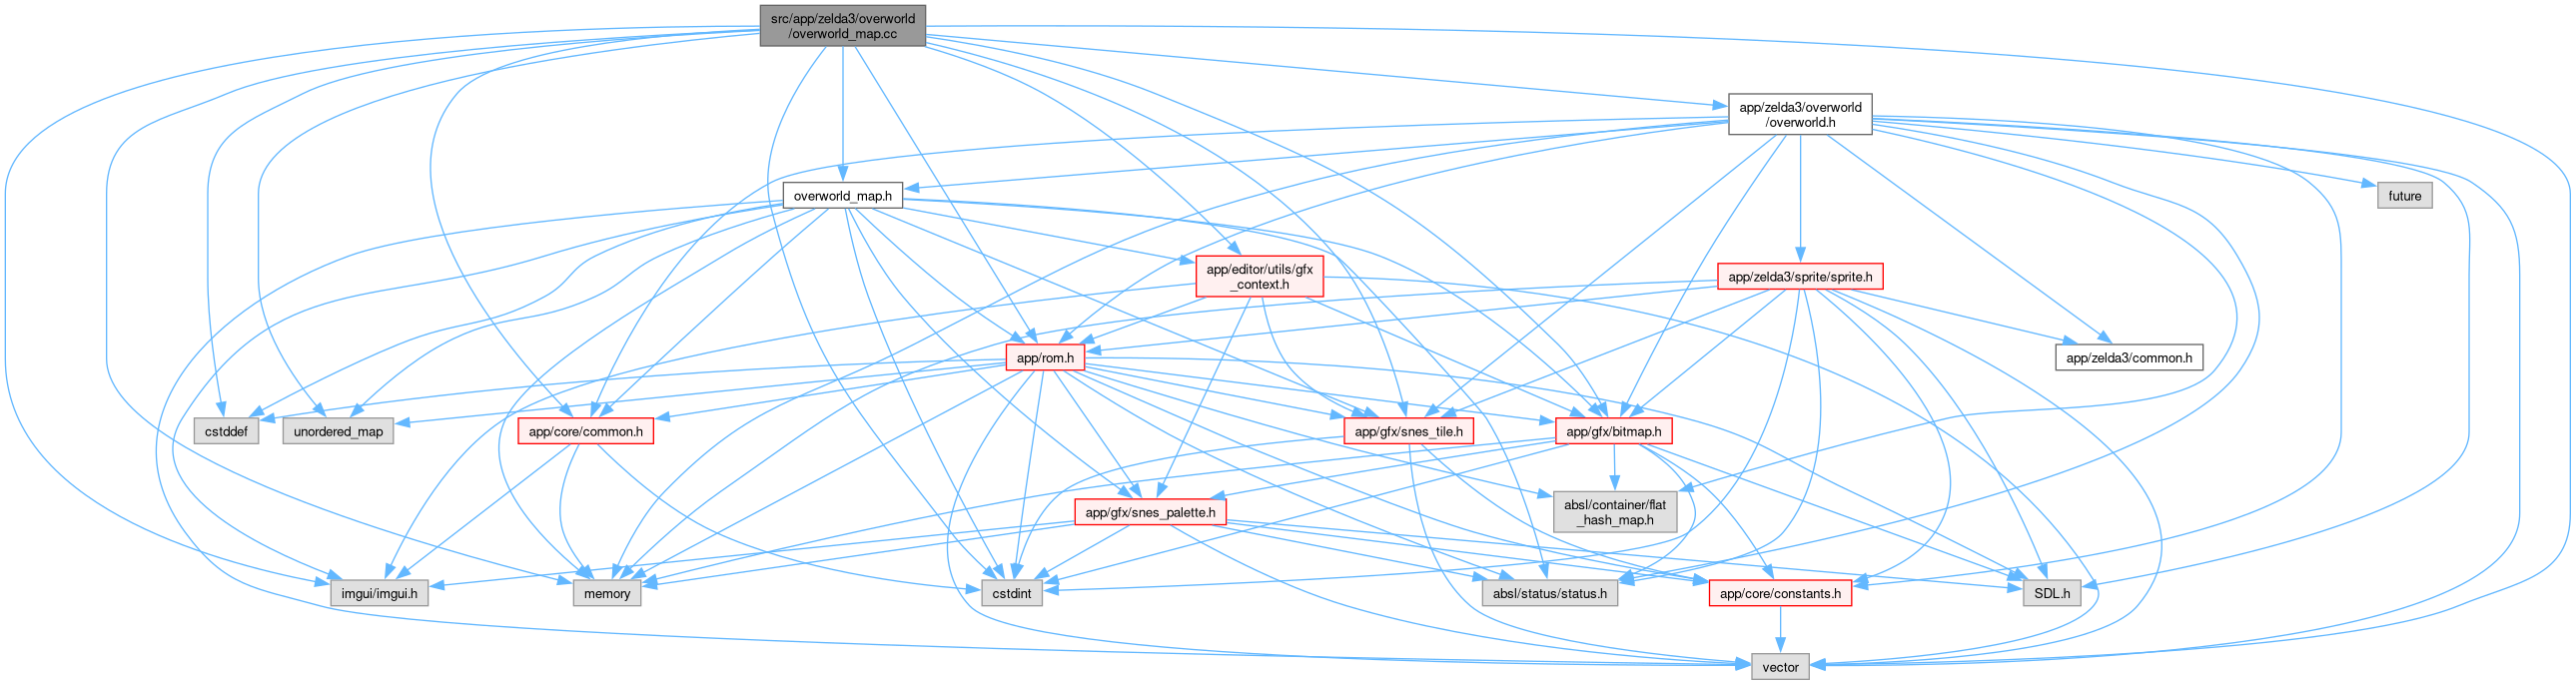 src/app/zelda3/overworld
/overworld_map.cc
app/zelda3/overworld
/overworld.h
overworld_map.h
future
app/editor/utils/gfx
_context.h
app/zelda3/sprite/sprite.h
app/rom.h
app/zelda3/common.h
cstddef
unordered_map
app/core/common.h
app/gfx/snes_tile.h
app/gfx/bitmap.h
app/gfx/snes_palette.h
absl/container/flat
_hash_map.h
imgui/imgui.h
memory
cstdint
absl/status/status.h
app/core/constants.h
SDL.h
vector